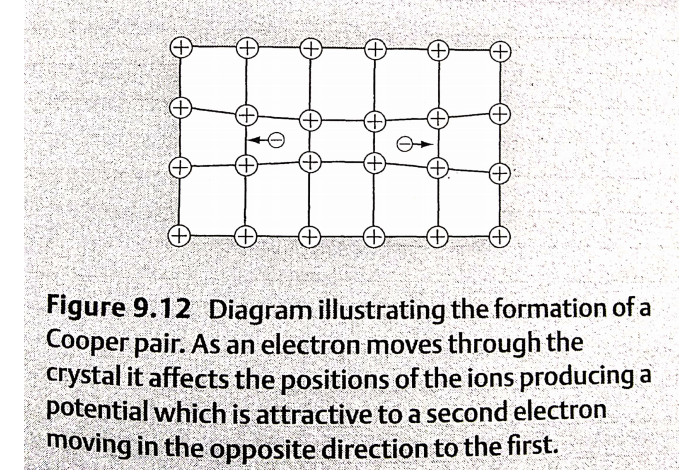 Figure 9.12 Diagram illustrating the formation of a
Cooper pair. As an electron moves through the
crystal it affects the positions of the ions producing a
potential which is attractive to a second electron
moving in the opposite direction to the first.